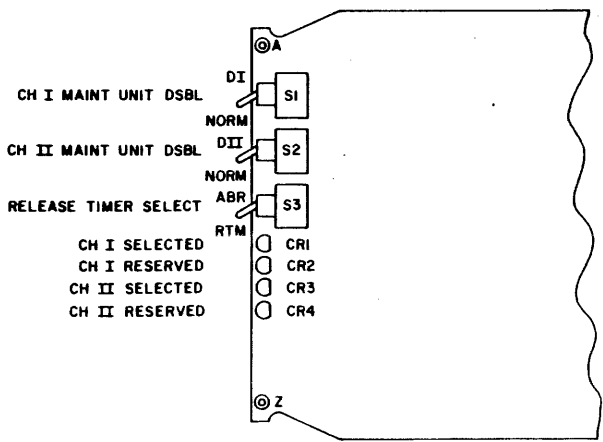 A
DI
CH I MAINT UNIT DSBL
S1
NORM
DII
CH II MAINT UNIT DSBL
S2
NORM
ABR
RELEASE TIMER SELECT
S3
RTM
CH I SELECTED CR1
CH I RESERVED CR2
CH II SELECTED CR3
CH II RESERVED CR4
Z